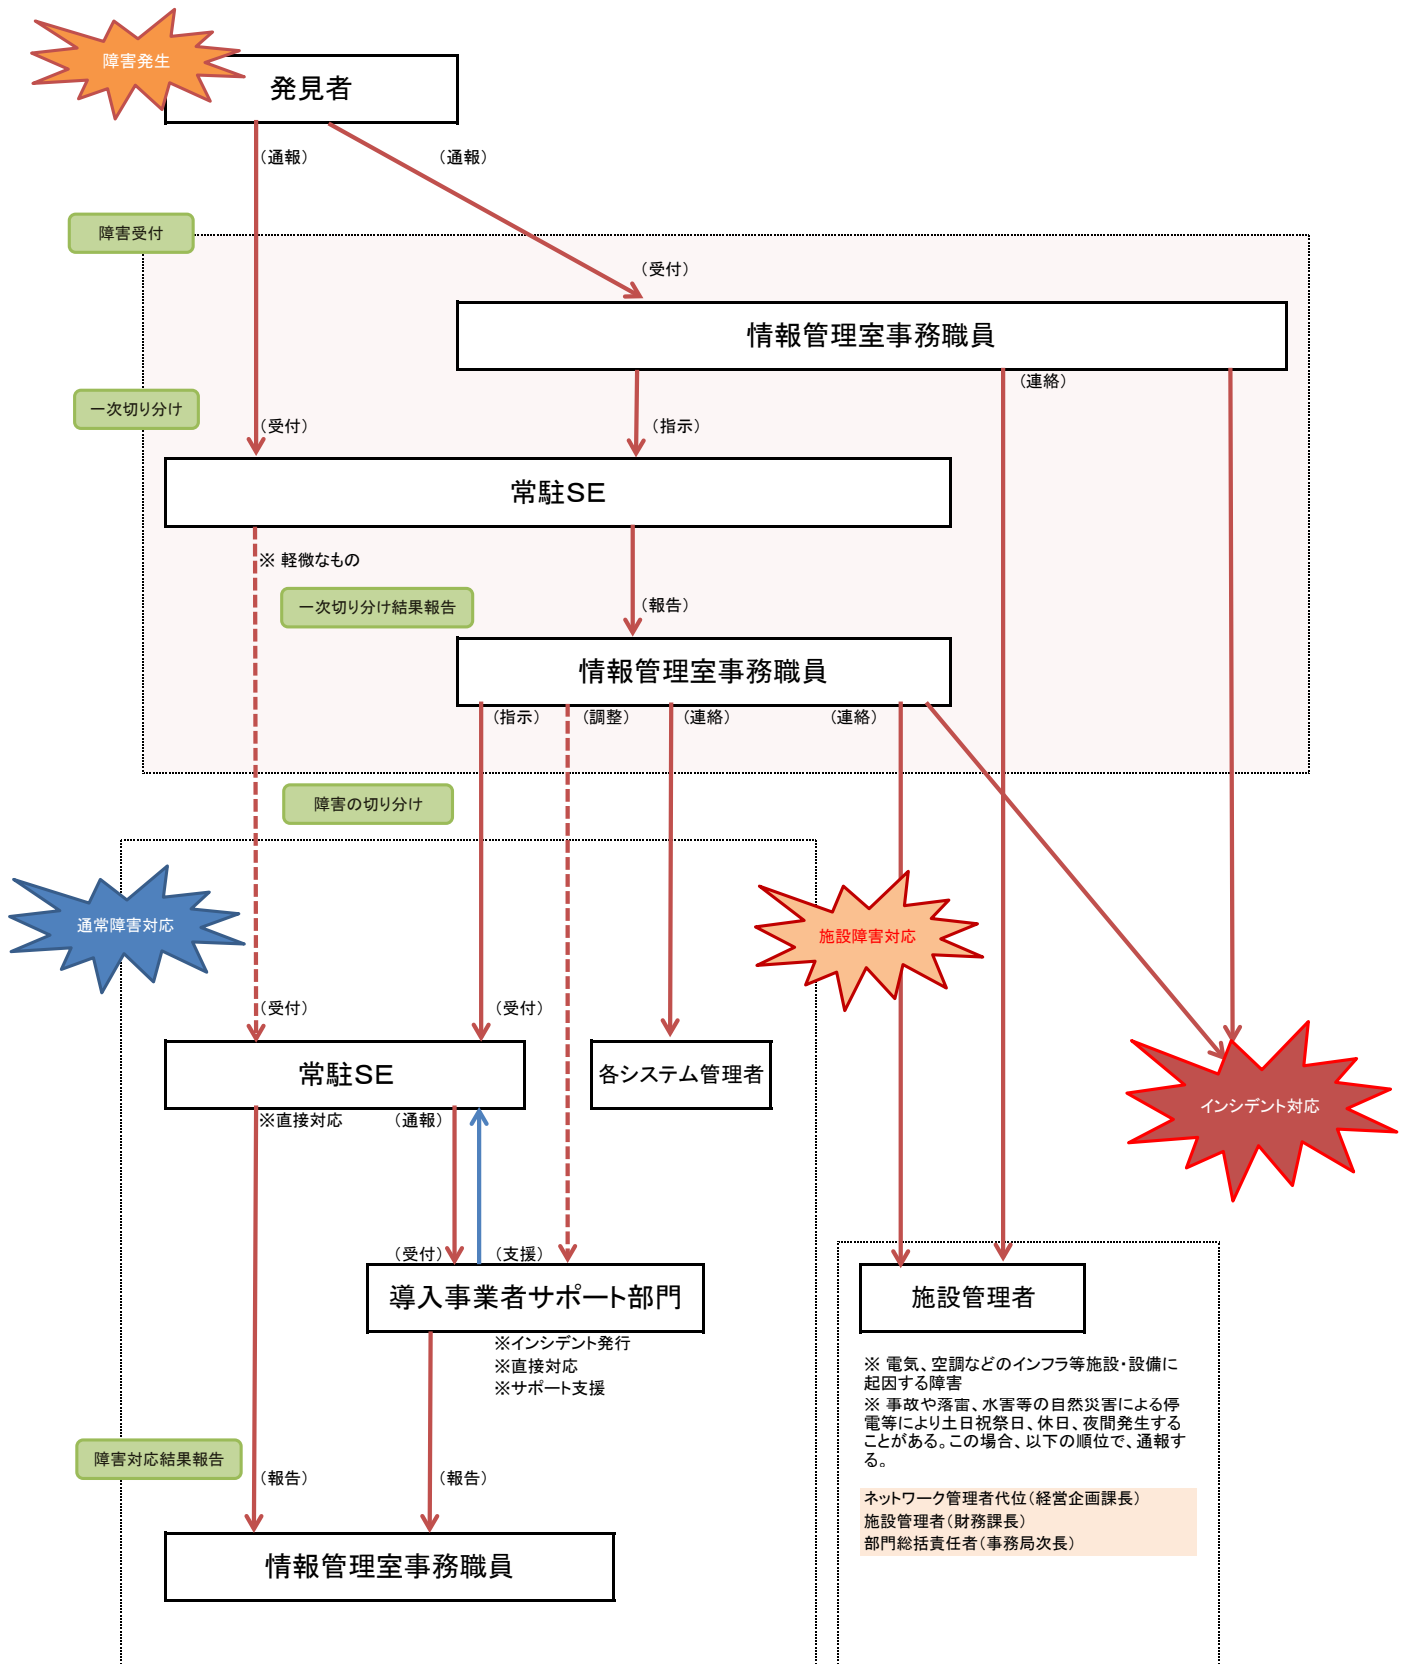 障害発生
発見者
（通報）
（通報）
障害受付
（受付）
情報管理室事務職員
（連絡）
一次切り分け
（受付）
（指示）
常駐SE
※ 軽微なもの
一次切り分け結果報告
（報告）
情報管理室事務職員
（指示）
（調整）
（連絡）
（連絡）
障害の切り分け
通常障害対応
施設障害対応
（受付）
（受付）
常駐SE
各システム管理者
インシデント対応
※直接対応
（通報）
（受付）
（支援）
導入事業者サポート部門
施設管理者
※インシデント発行
※直接対応
※サポート支援
※ 電気、空調などのインフラ等施設・設備に
起因する障害
※ 事故や落雷、水害等の自然災害による停
電等により土日祝祭日、休日、夜間発生する
ことがある。この場合、以下の順位で、通報す
る。
障害対応結果報告
（報告）
（報告）
ネットワーク管理者代位（経営企画課長）
施設管理者（財務課長）
部門総括責任者（事務局次長）
情報管理室事務職員